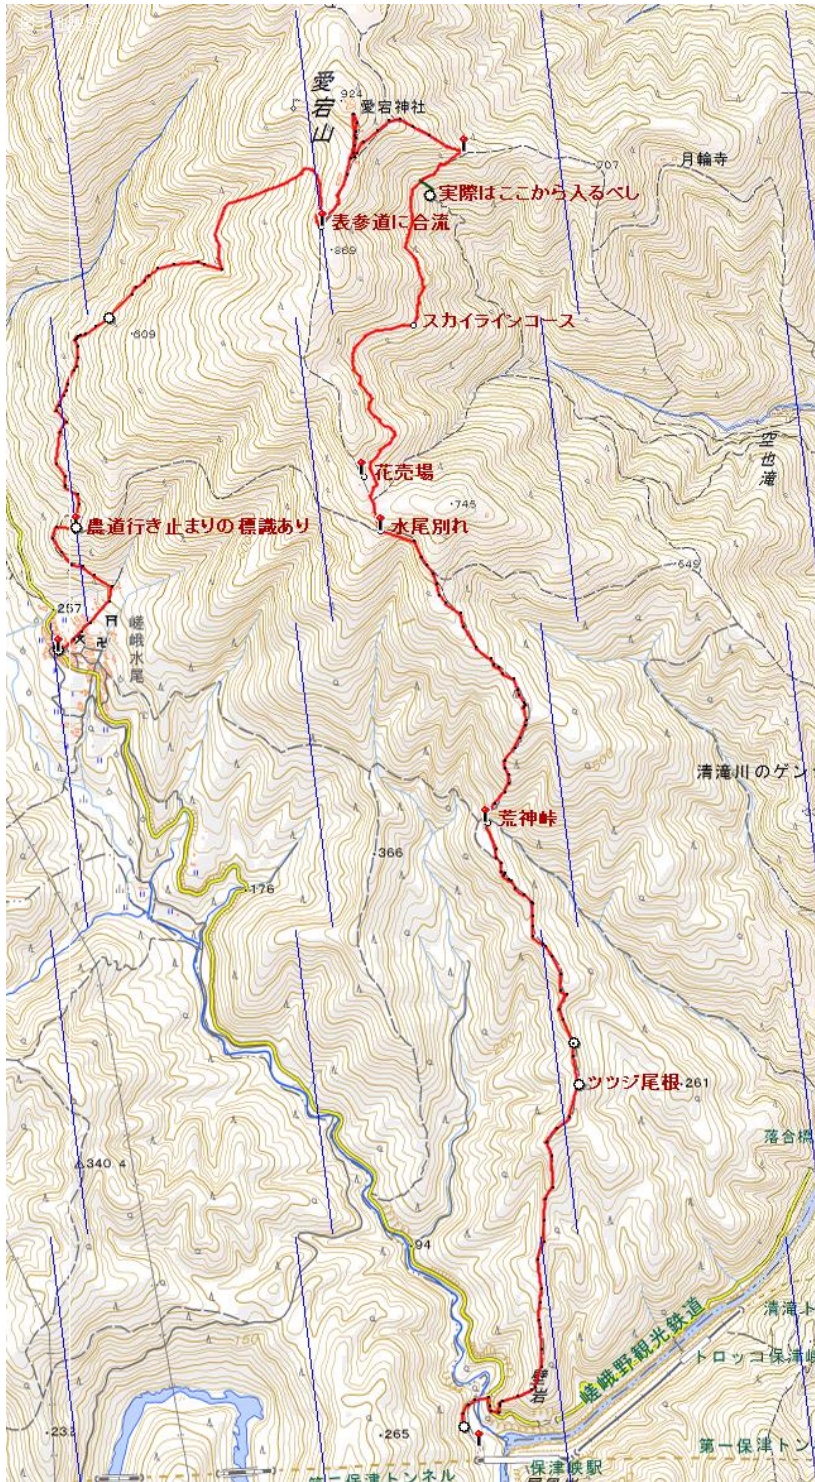 924
愛宕神社
愛宕山
月輪寺
707
実際はここから入るべし
表参道に合流
869
スカイラインコース
609
空也滝
花売場
745
水尾別れ
農道行き止まりの標識あり
649
267
嵯峨水尾
清滝川のゲン
荒神峠
366
176
200
ツツジ尾根
261
340.4
落合橋
94
嵯峨野観光鉄道
清滝ト
トロッコ保津峡
150
232
265
第一保津トン
保津峡駅
第二保津トンネル